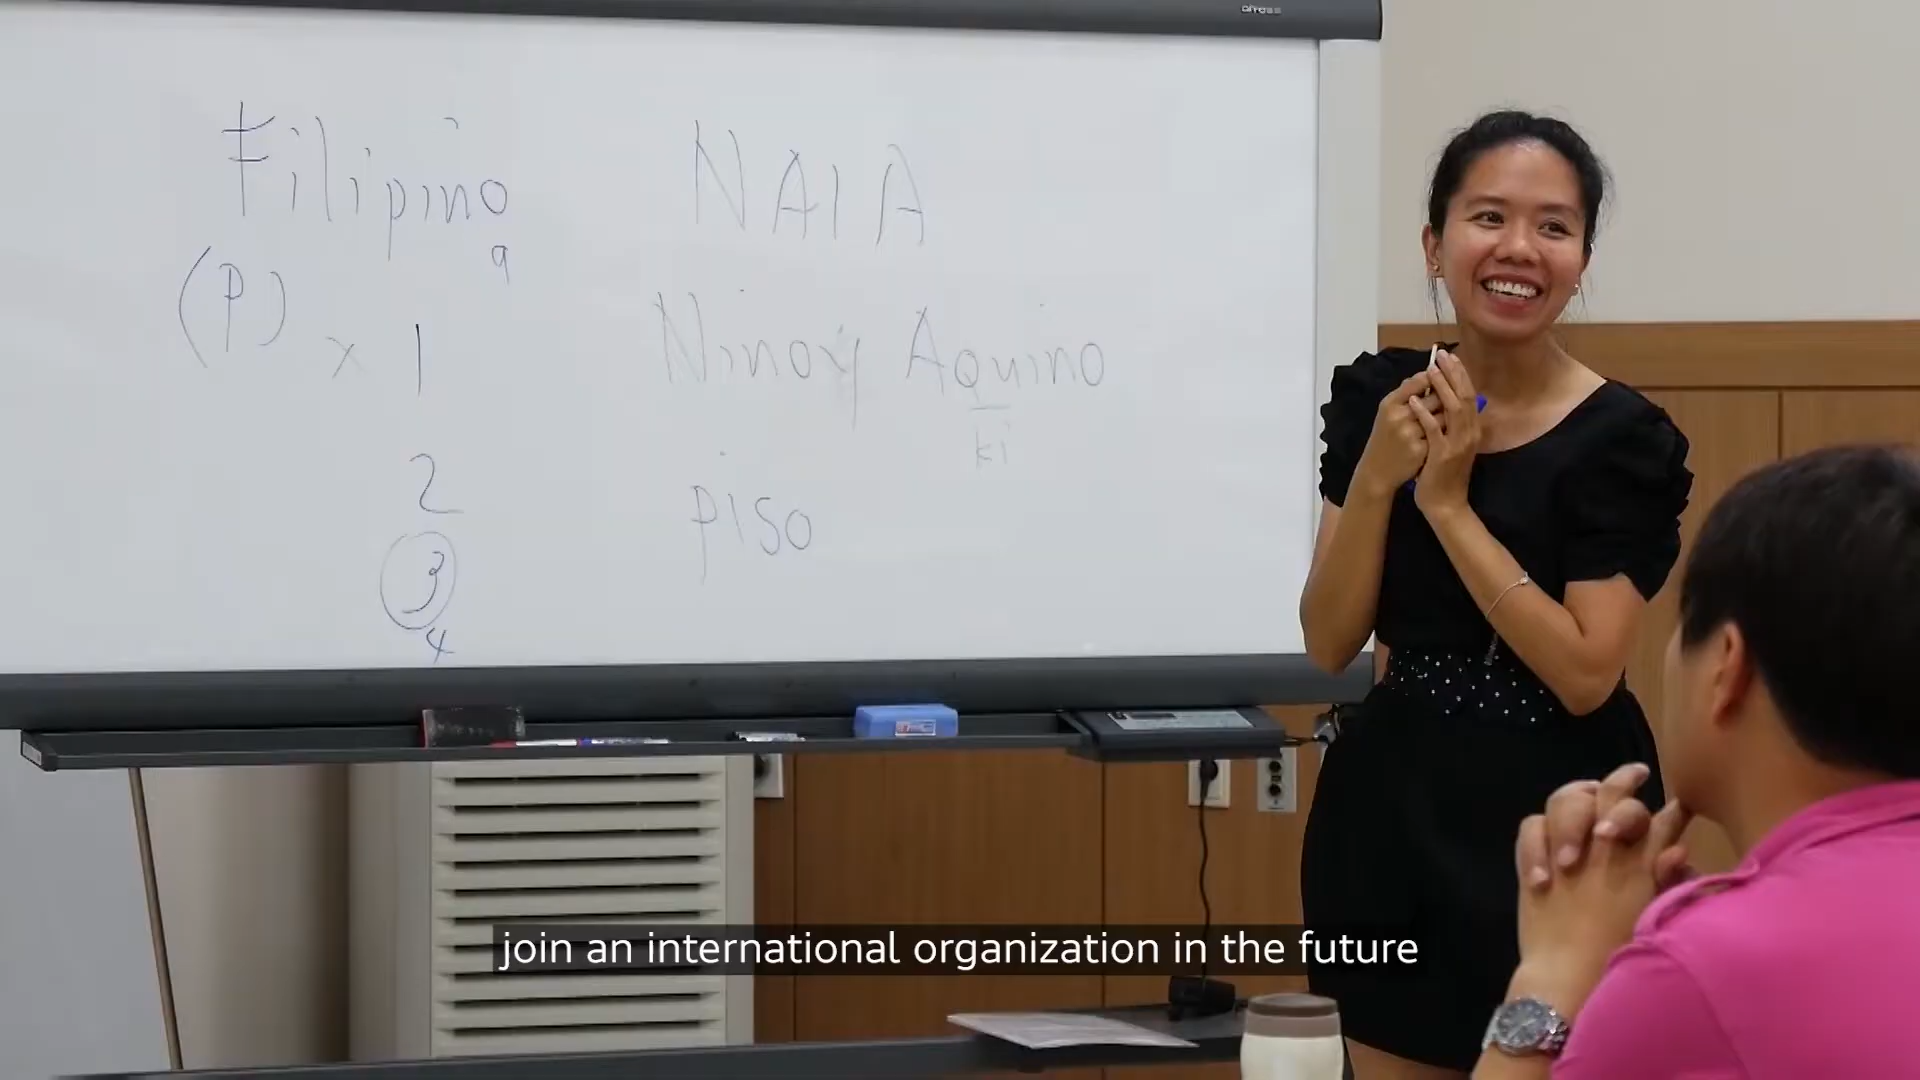 Filipino
a
(P)
x 1
2
3
4
NAIA
Ninoy Aquino
ki
piso
join an international organization in the future